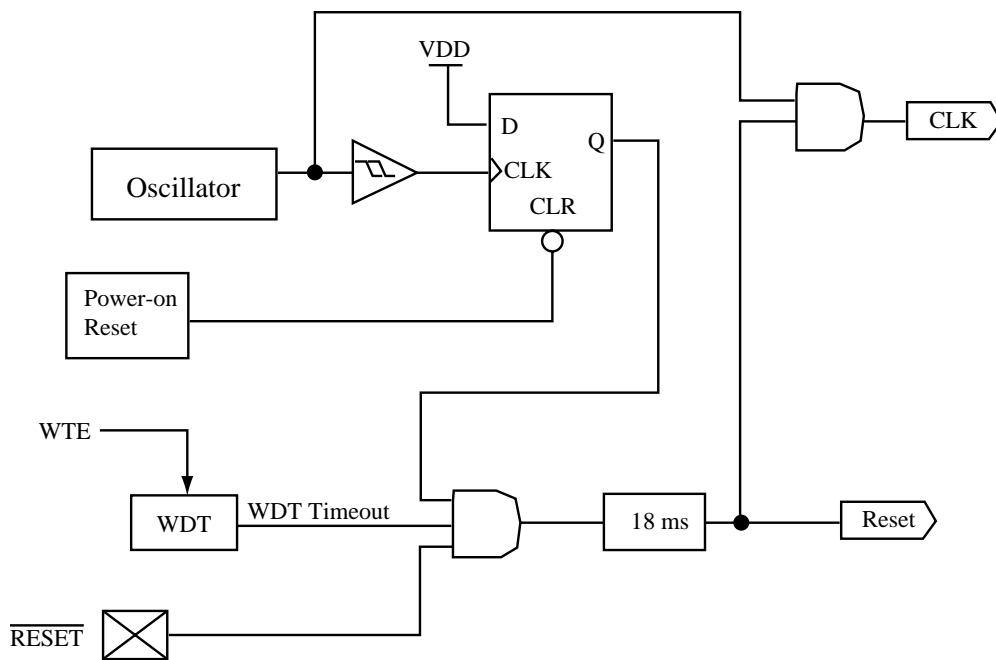 VDD
D
Q
CLK
CLK
CLR
Oscillator
Power-on
Reset
WTE
WDT
WDT Timeout
18 ms
Reset
RESET